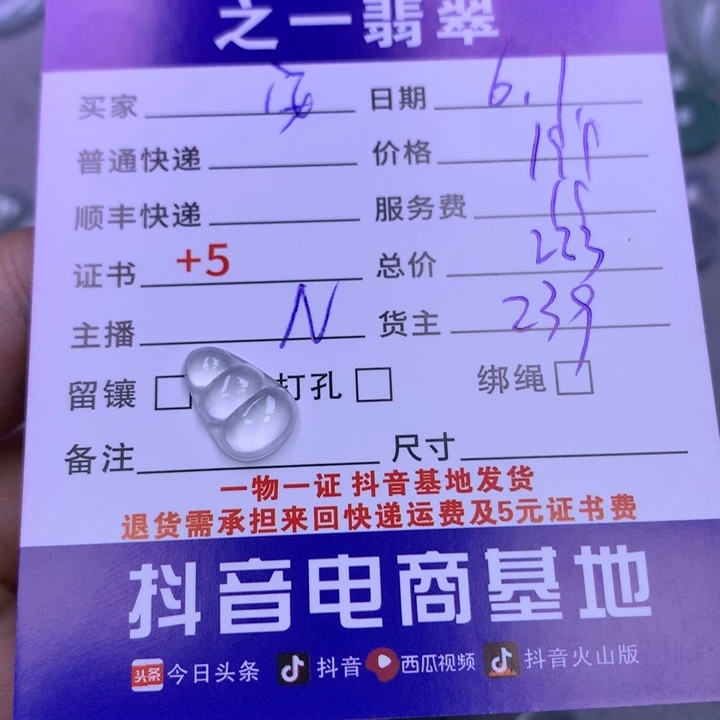 之一翡翠
买家 海 日期 6.1
普通快递 价格
顺丰快递 服务费
证书 +5 总价 223
主播 N 货主 239
留镶 打孔 绑绳
备注 尺寸
一物一证 抖音基地发货
退货需承担来回快递运费及5元证书费
抖音电商基地
头条 今日头条 抖音 西瓜视频 抖音火山版